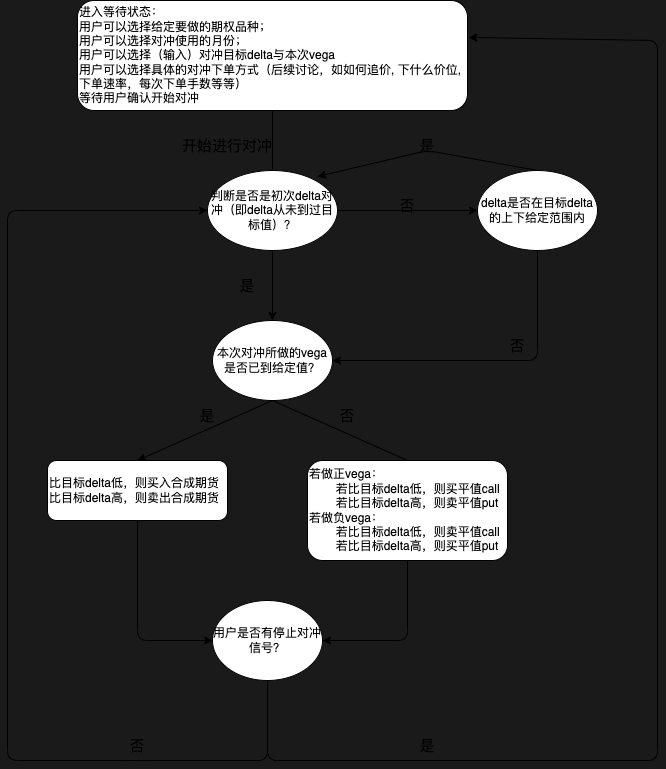 进入等待状态：
用户可以选择给定要做的期权品种；
用户可以选择对冲使用的月份；
用户可以选择（输入）对冲目标delta与本次vega
用户可以选择具体的对冲下单方式（后续讨论，如如何追价, 下什么价位,
下单速率，每次下单手数等等）
等待用户确认开始对冲
开始进行对冲
是
判断是否是初次delta对
冲（即delta从未到过目
标值）？
否
delta是否在目标delta
的上下给定范围内
是
否
本次对冲所做的vega
是否已到给定值?
是
否
比目标delta低，则买入合成期货
比目标delta高，则卖出合成期货
若做正vega：
若比目标delta低，则买平值call
若比目标delta高，则买平值put
若做负vega：
若比目标delta低，则卖平值call
若比目标delta高，则买平值put
用户是否有停止对冲
信号?
否
是